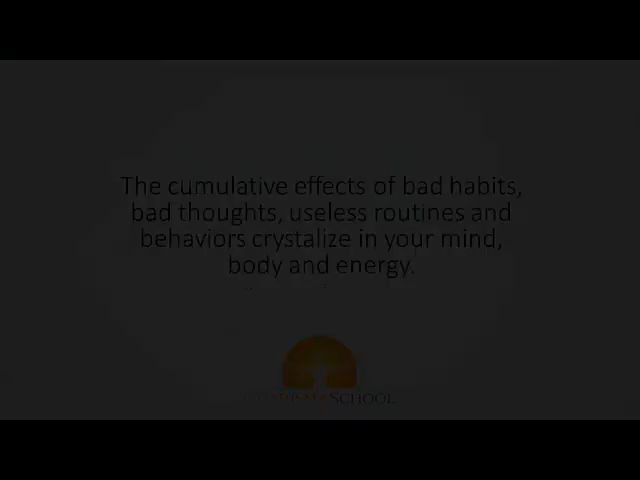 The cumulative effects of bad habits,
bad thoughts, useless routines and
behaviors crystalize in your mind,
body and energy.
SCHOOL